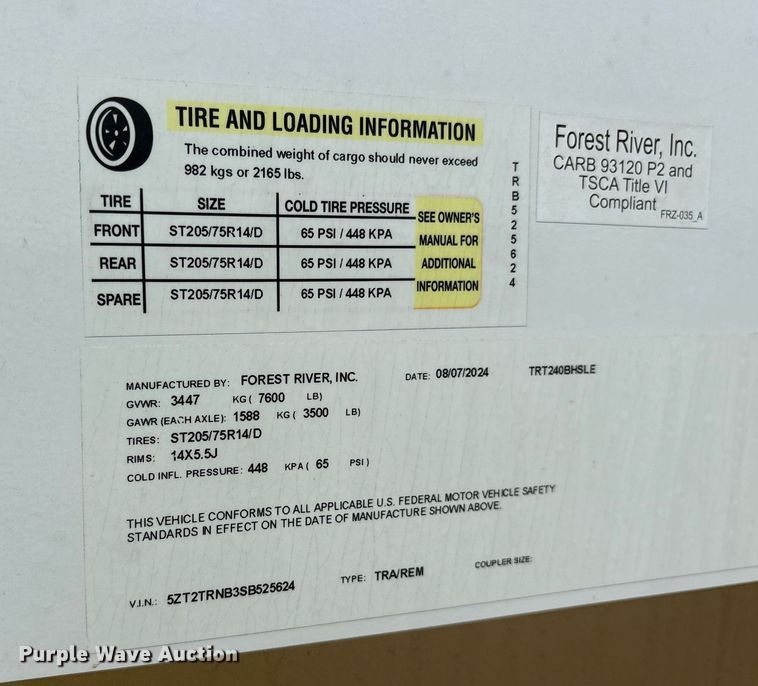 TIRE AND LOADING INFORMATION
The combined weight of cargo should never exceed
982 kgs or 2165 lbs.
TIRE SIZE COLD TIRE PRESSURE SEE OWNER'S
FRONT ST205/75R14/D 65 PSI / 448 KPA MANUAL FOR
REAR ST205/75R14/D 65 PSI / 448 KPA ADDITIONAL
SPARE ST205/75R14/D 65 PSI / 448 KPA INFORMATION
TRB525624
Forest River, Inc.
CARB 93120 P2 and
TSCA Title VI
Compliant
FRZ-035_A
MANUFACTURED BY: FOREST RIVER, INC. DATE: 08/07/2024 TRT240BHSLE
GVWR: 3447 KG ( 7600 LB)
GAWR (EACH AXLE): 1588 KG ( 3500 LB)
TIRES: ST205/75R14/D
RIMS: 14X5.5J
COLD INFL. PRESSURE: 448 KPA ( 65 PSI )
THIS VEHICLE CONFORMS TO ALL APPLICABLE U.S. FEDERAL MOTOR VEHICLE SAFETY
STANDARDS IN EFFECT ON THE DATE OF MANUFACTURE SHOWN ABOVE.
V.I.N.: 5ZT2TRNB3SB525624 TYPE: TRA/REM COUPLER SIZE:
Purple Wave Auction